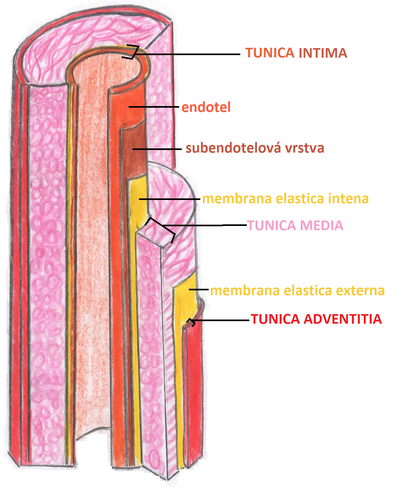 TUNICA INTIMA
endotel
subendotelová vrstva
membrana elastica intena
TUNICA MEDIA
membrana elastica externa
TUNICA ADVENTITIA